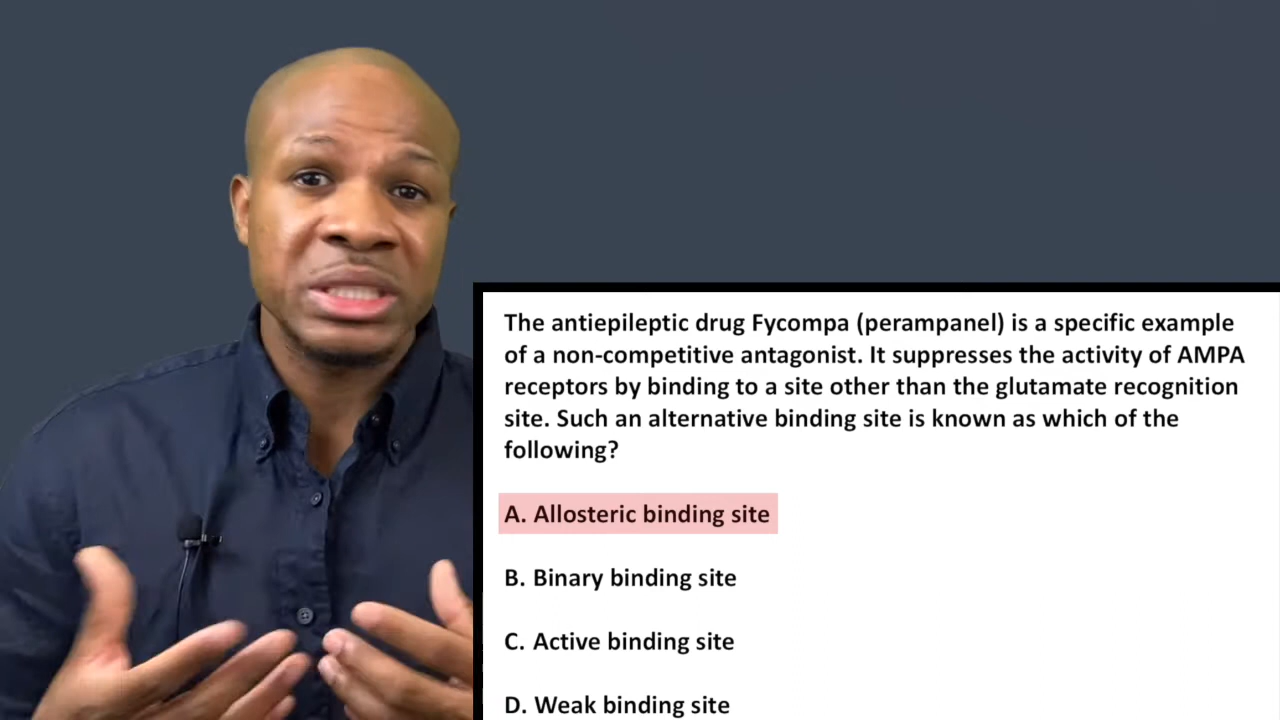 The antiepileptic drug Fycompa (perampanel) is a specific example
of a non-competitive antagonist. It suppresses the activity of AMPA
receptors by binding to a site other than the glutamate recognition
site. Such an alternative binding site is known as which of the
following?
A. Allosteric binding site
B. Binary binding site
C. Active binding site
D. Weak binding site